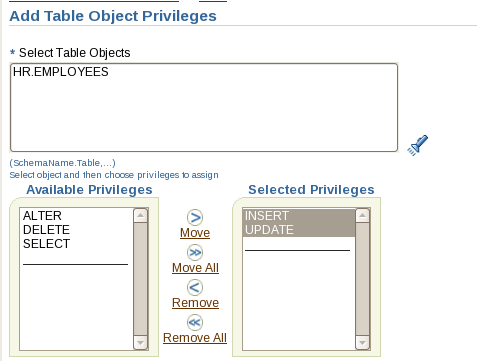 Add Table Object Privileges
* Select Table Objects
HR.EMPLOYEES
(SchemaName.Table,...)
Select object and then choose privileges to assign
Available Privileges
ALTER
DELETE
SELECT
Move
Move All
Remove
Remove All
Selected Privileges
INSERT
UPDATE